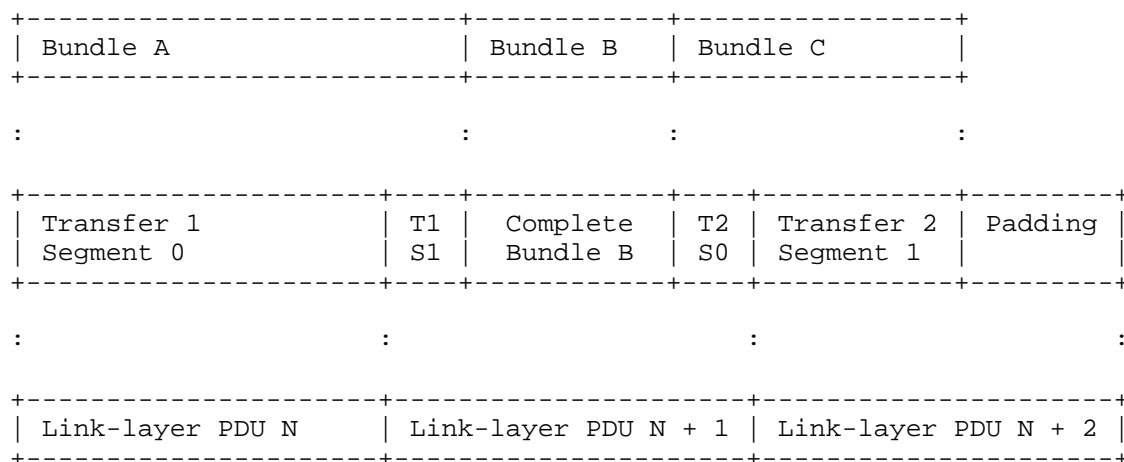 +---------------------------+------------+-----------------+
| Bundle A                  | Bundle B   | Bundle C        |
+---------------------------+------------+-----------------+
:                           :            :                 :
+----------------------+----+------------+----+------------+---------+
| Transfer 1           | T1 |  Complete  | T2 | Transfer 2 | Padding |
| Segment 0            | S1 |  Bundle B  | S0 | Segment 1  |         |
+----------------------+----+------------+----+------------+---------+
:                      :                      :                      :
+----------------------+----------------------+----------------------+
| Link-layer PDU N     | Link-layer PDU N + 1 | Link-layer PDU N + 2 |
+----------------------+----------------------+----------------------+